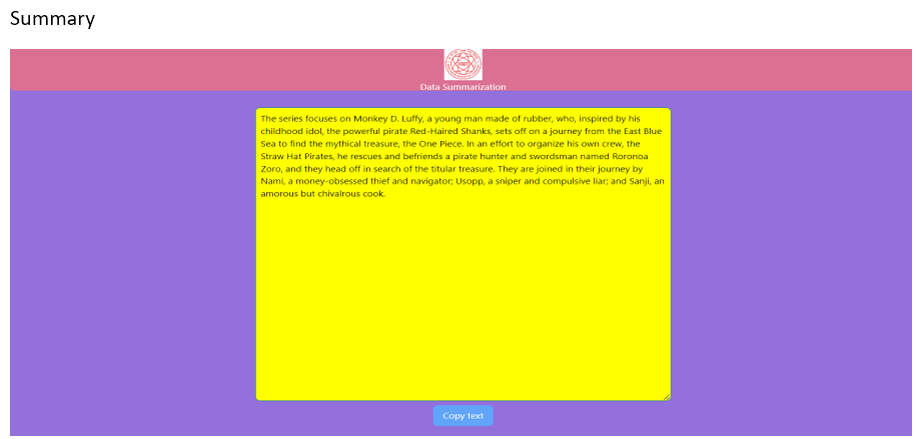 Summary
Data Summarization
The series focuses on Monkey D. Luffy, a young man made of rubber, who, inspired by his
childhood idol, the powerful pirate Red-Haired Shanks, sets off on a journey from the East Blue
Sea to find the mythical treasure, the One Piece. In an effort to organize his own crew, the
Straw Hat Pirates, he rescues and befriends a pirate hunter and swordsman named Roronoa
Zoro, and they head off in search of the titular treasure. They are joined in their journey by
Nami, a money-obsessed thief and navigator; Usopp, a sniper and compulsive liar; and Sanji, an
amorous but chivalrous cook.
Copy text